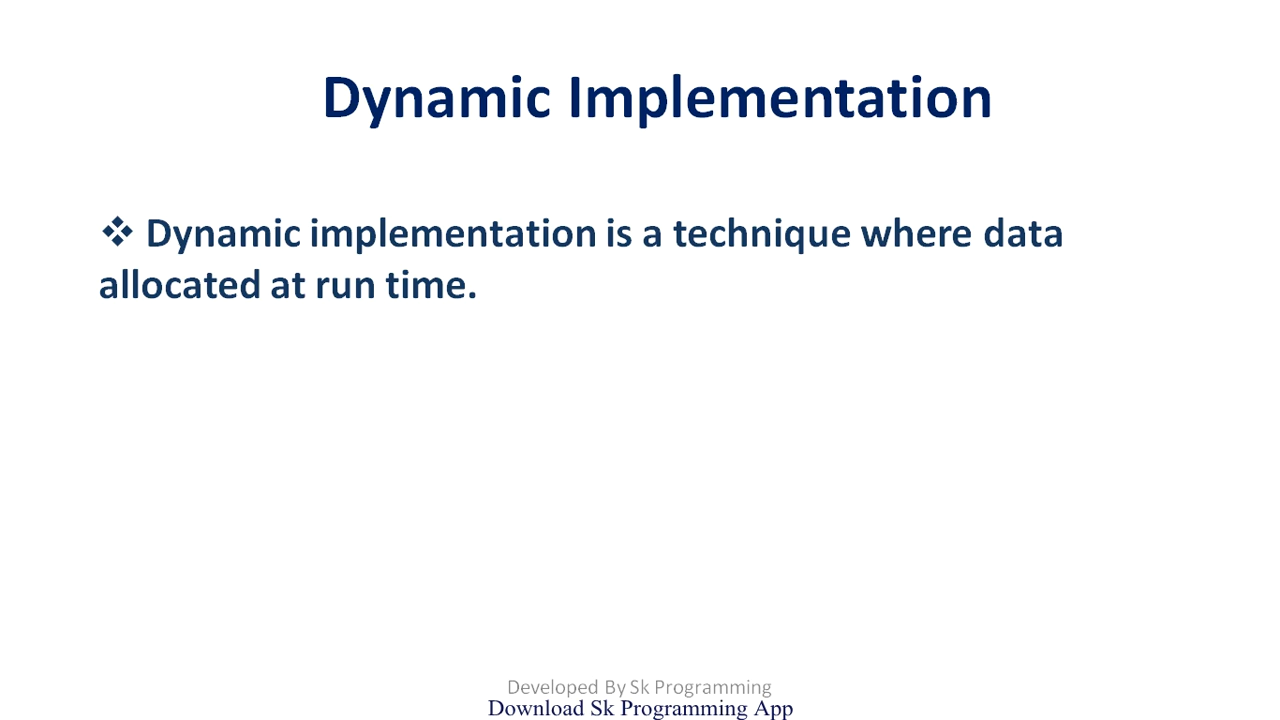 Dynamic Implementation
❖ Dynamic implementation is a technique where data
allocated at run time.
Developed By Sk Programming
Download Sk Programming App